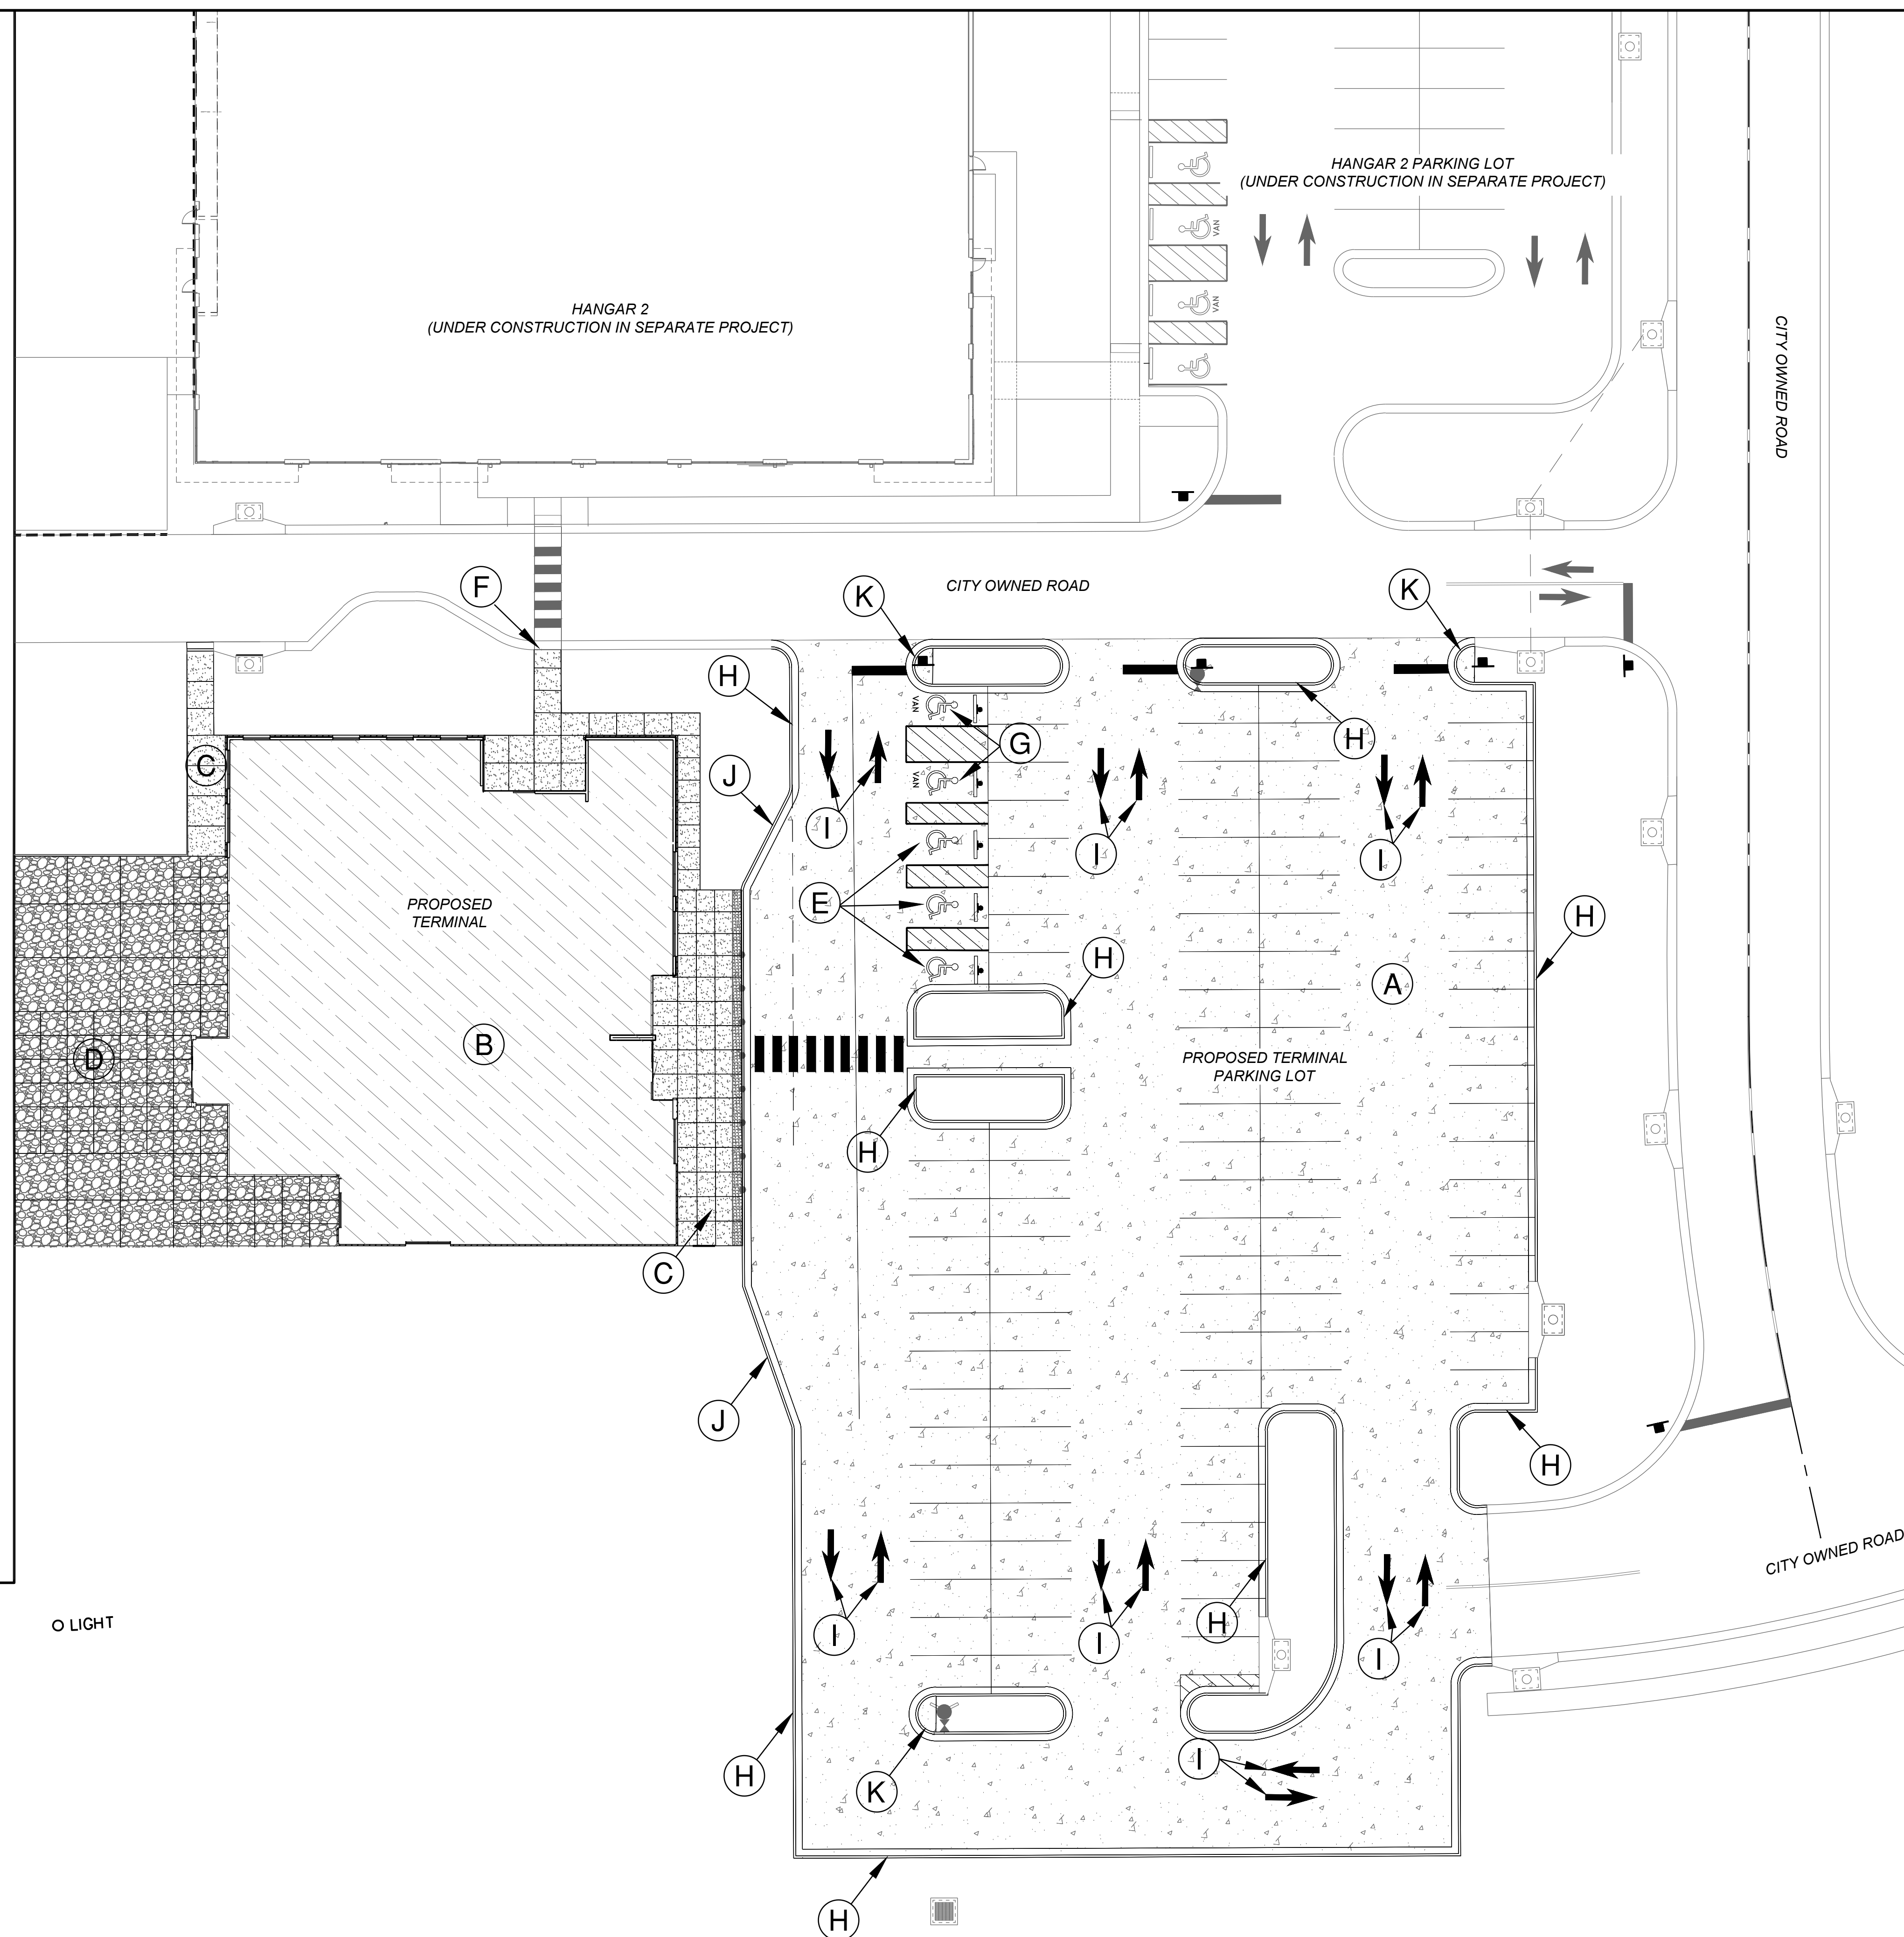 HANGAR 2 PARKING LOT
(UNDER CONSTRUCTION IN SEPARATE PROJECT)
VAN
VAN
HANGAR 2
(UNDER CONSTRUCTION IN SEPARATE PROJECT)
CITY OWNED ROAD
F
K
CITY OWNED ROAD
K
H
VAN
G
H
C
J
VAN
I
I
I
E
PROPOSED
TERMINAL
H
H
A
B
D
PROPOSED TERMINAL
PARKING LOT
H
C
J
H
CITY OWNED ROAD
LIGHT
I
I
H
I
H
K
I
H